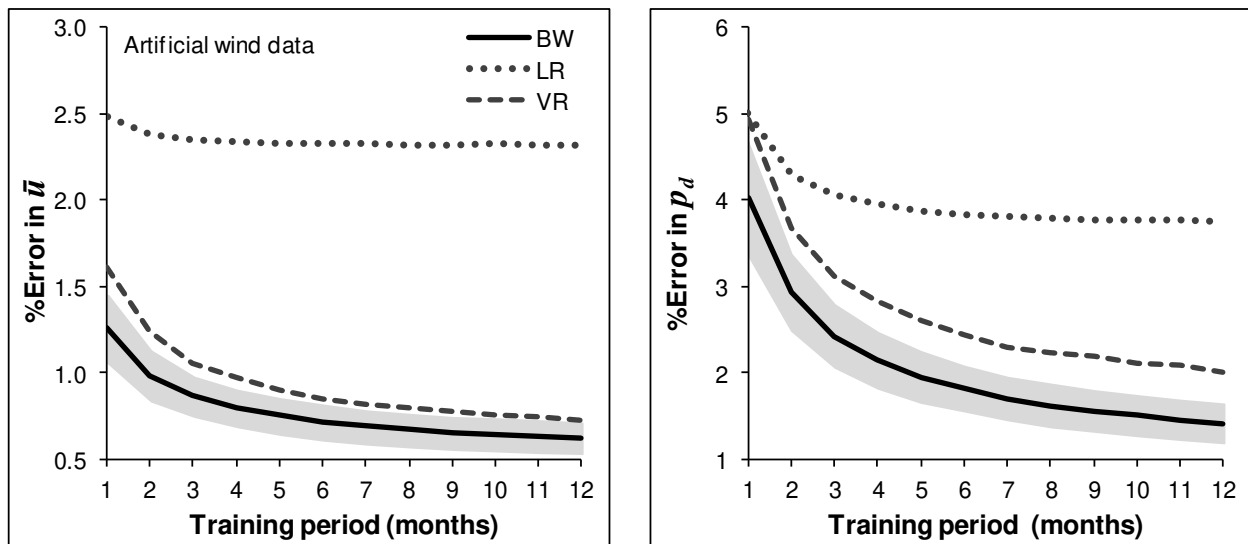 3.0
2.5
2.0
1.5
1.0
0.5
%Error in ū
Artificial wind data
BW
LR
VR
1 2 3 4 5 6 7 8 9 10 11 12
Training period (months)
6
5
4
3
2
1
%Error in p_d
1 2 3 4 5 6 7 8 9 10 11 12
Training period (months)